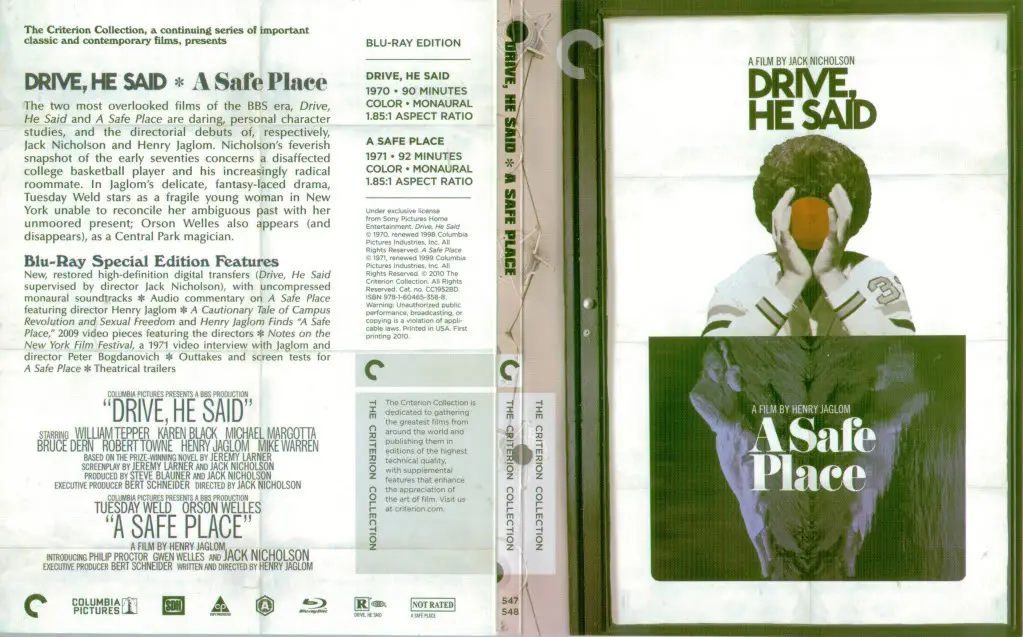 The Criterion Collection, a continuing series of important
classic and contemporary films, presents
DRIVE, HE SAID * A Safe Place
The two most overlooked films of the BBS era, Drive,
He Said and A Safe Place are daring, personal character
studies, and the directorial debuts of, respectively,
Jack Nicholson and Henry Jaglom. Nicholson's feverish
snapshot of the early seventies concerns a disaffected
college basketball player and his increasingly radical
roommate. In Jaglom's delicate, fantasy-laced drama,
Tuesday Weld stars as a fragile young woman in New
York unable to reconcile her ambiguous past with her
unmoored present; Orson Welles also appears (and
disappears), as a Central Park magician.
Blu-Ray Special Edition Features
New, restored high-definition digital transfers (Drive, He Said
supervised by director Jack Nicholson), with uncompressed
monaural soundtracks * Audio commentary on A Safe Place
featuring director Henry Jaglom * A Cautionary Tale of Campus
Revolution and Sexual Freedom and Henry Jaglom Finds "A Safe
Place," 2009 video pieces featuring the directors * Notes on the
New York Film Festival, a 1971 video interview with Jaglom and
director Peter Bogdanovich * Outtakes and screen tests for
A Safe Place * Theatrical trailers
COLUMBIA PICTURES PRESENTS A BBS PRODUCTION
"DRIVE, HE SAID"
STARRING WILLIAM TEPPER KAREN BLACK MICHAEL MARGOTTA
BRUCE DERN ROBERT TOWNE HENRY JAGLOM MIKE WARREN
BASED ON THE PRIZE-WINNING NOVEL BY JEREMY LARNER
SCREENPLAY BY JEREMY LARNER AND JACK NICHOLSON
PRODUCED BY STEVE BLAUNER AND JACK NICHOLSON
EXECUTIVE PRODUCER BERT SCHNEIDER DIRECTED BY JACK NICHOLSON
COLUMBIA PICTURES PRESENTS A BBS PRODUCTION
TUESDAY WELD ORSON WELLES
"A SAFE PLACE"
A FILM BY HENRY JAGLOM
INTRODUCING PHILIP PROCTOR GWEN WELLES AND JACK NICHOLSON
EXECUTIVE PRODUCER BERT SCHNEIDER WRITTEN AND DIRECTED BY HENRY JAGLOM
COLUMBIA
PICTURES
SDH
Blu-ray Disc
R
DRIVE, HE SAID
NOT RATED
A SAFE PLACE
BLU-RAY EDITION
DRIVE, HE SAID
1970 • 90 MINUTES
COLOR • MONAURAL
1.85:1 ASPECT RATIO
A SAFE PLACE
1971 • 92 MINUTES
COLOR • MONAURAL
1.85:1 ASPECT RATIO
Under exclusive license
from Sony Pictures Home
Entertainment. Drive, He Said
© 1970, renewed 1998 Columbia
Pictures Industries, Inc. All
Rights Reserved. A Safe Place
© 1971, renewed 1999 Columbia
Pictures Industries, Inc. All
Rights Reserved. © 2010 The
Criterion Collection. All Rights
Reserved. Cat. no. CC1952BD.
ISBN 978-1-60465-358-8.
Warning: Unauthorized public
performance, broadcasting, or
copying is a violation of appli-
cable laws. Printed in USA. First
printing 2010.
THE CRITERION COLLECTION
The Criterion Collection is
dedicated to gathering
the greatest films from
around the world and
publishing them in
editions of the highest
technical quality,
with supplemental
features that enhance
the appreciation of
the art of film. Visit us
at criterion.com.
DRIVE, HE SAID * A SAFE PLACE
THE CRITERION COLLECTION
THE CRITERION COLLECTION
547
548
A FILM BY JACK NICHOLSON
DRIVE,
HE SAID
3
A FILM BY HENRY JAGLOM
A Safe
Place